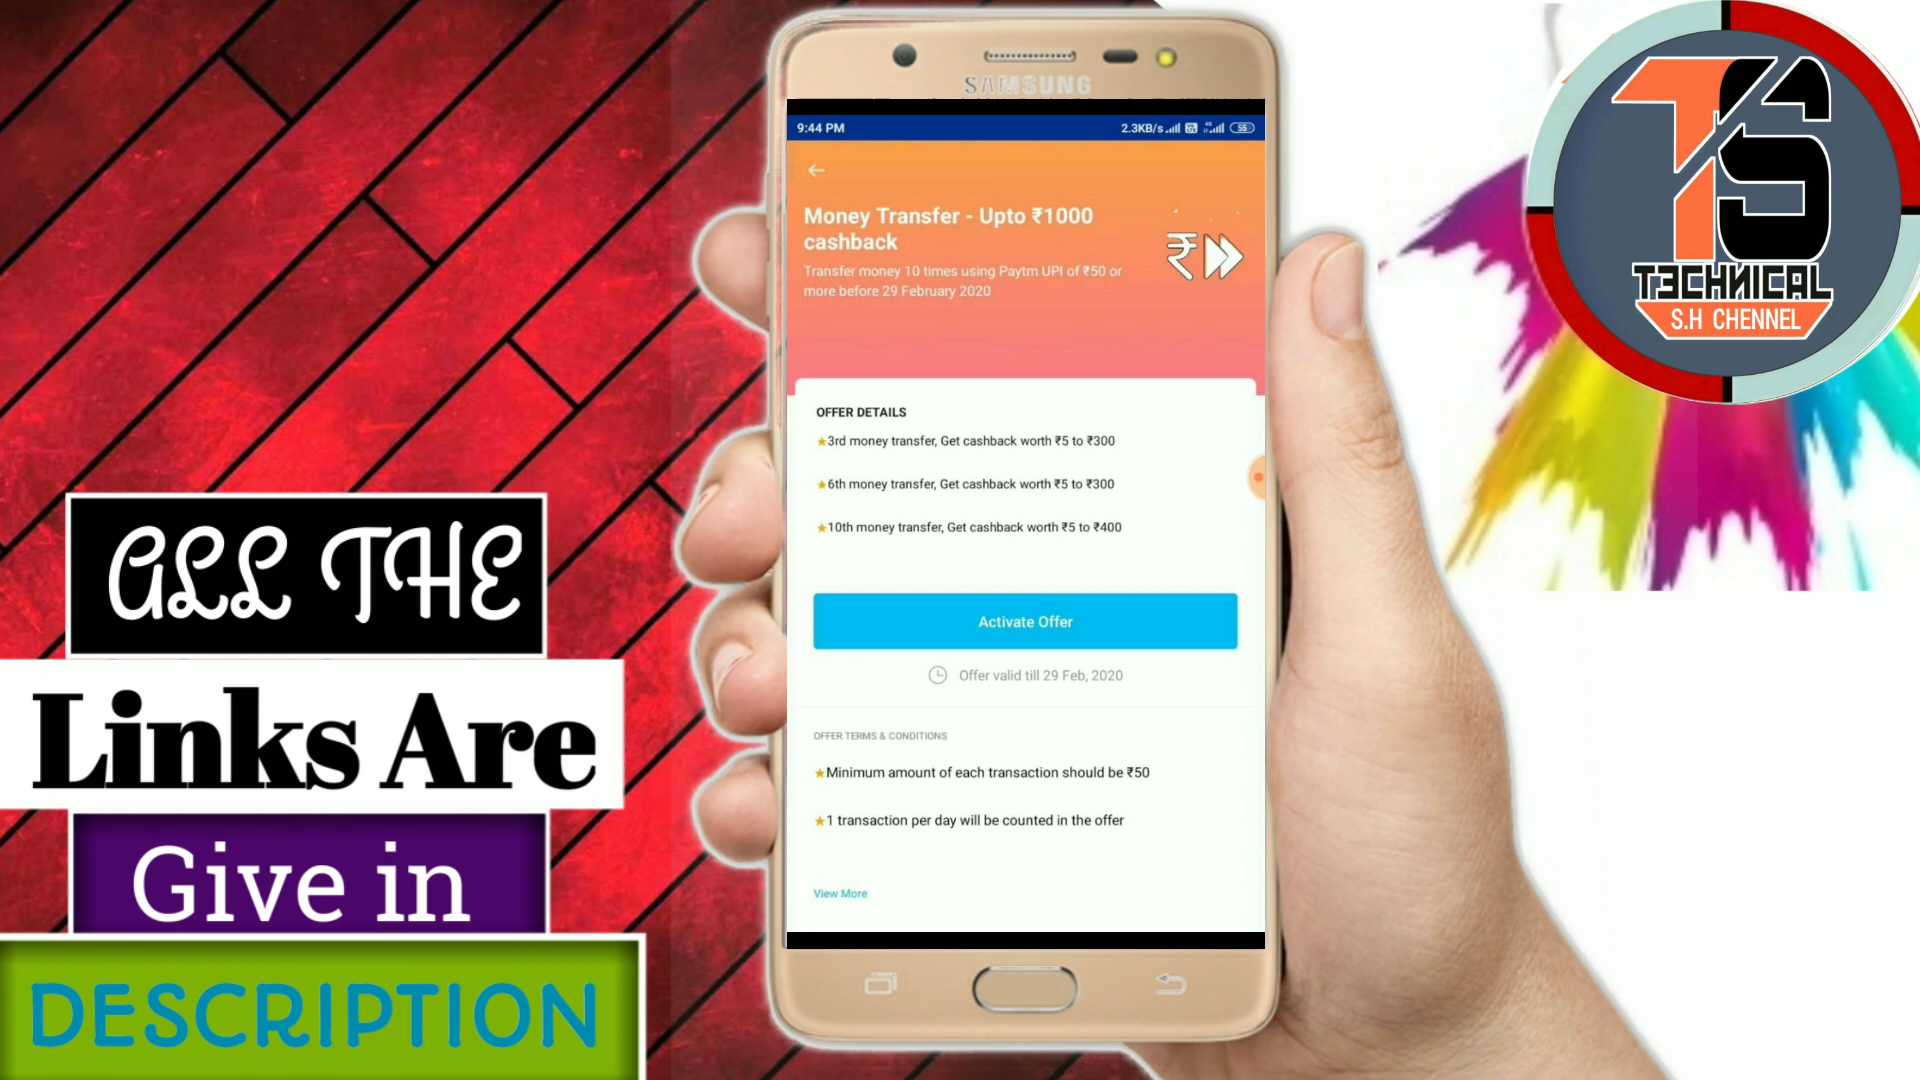 SAMSUNG
9:44 PM
2.3KB/s 4G 55
Money Transfer - Upto ₹1000
cashback
Transfer money 10 times using Paytm UPI of ₹50 or
more before 29 February 2020
₹
OFFER DETAILS
★3rd money transfer, Get cashback worth ₹5 to ₹300
★6th money transfer, Get cashback worth ₹5 to ₹300
★10th money transfer, Get cashback worth ₹5 to ₹400
Activate Offer
Offer valid till 29 Feb, 2020
OFFER TERMS & CONDITIONS
★Minimum amount of each transaction should be ₹50
★1 transaction per day will be counted in the offer
View More
TS
TECHNICAL
S.H CHENNEL
ALL THE
Links Are
Give in
DESCRIPTION